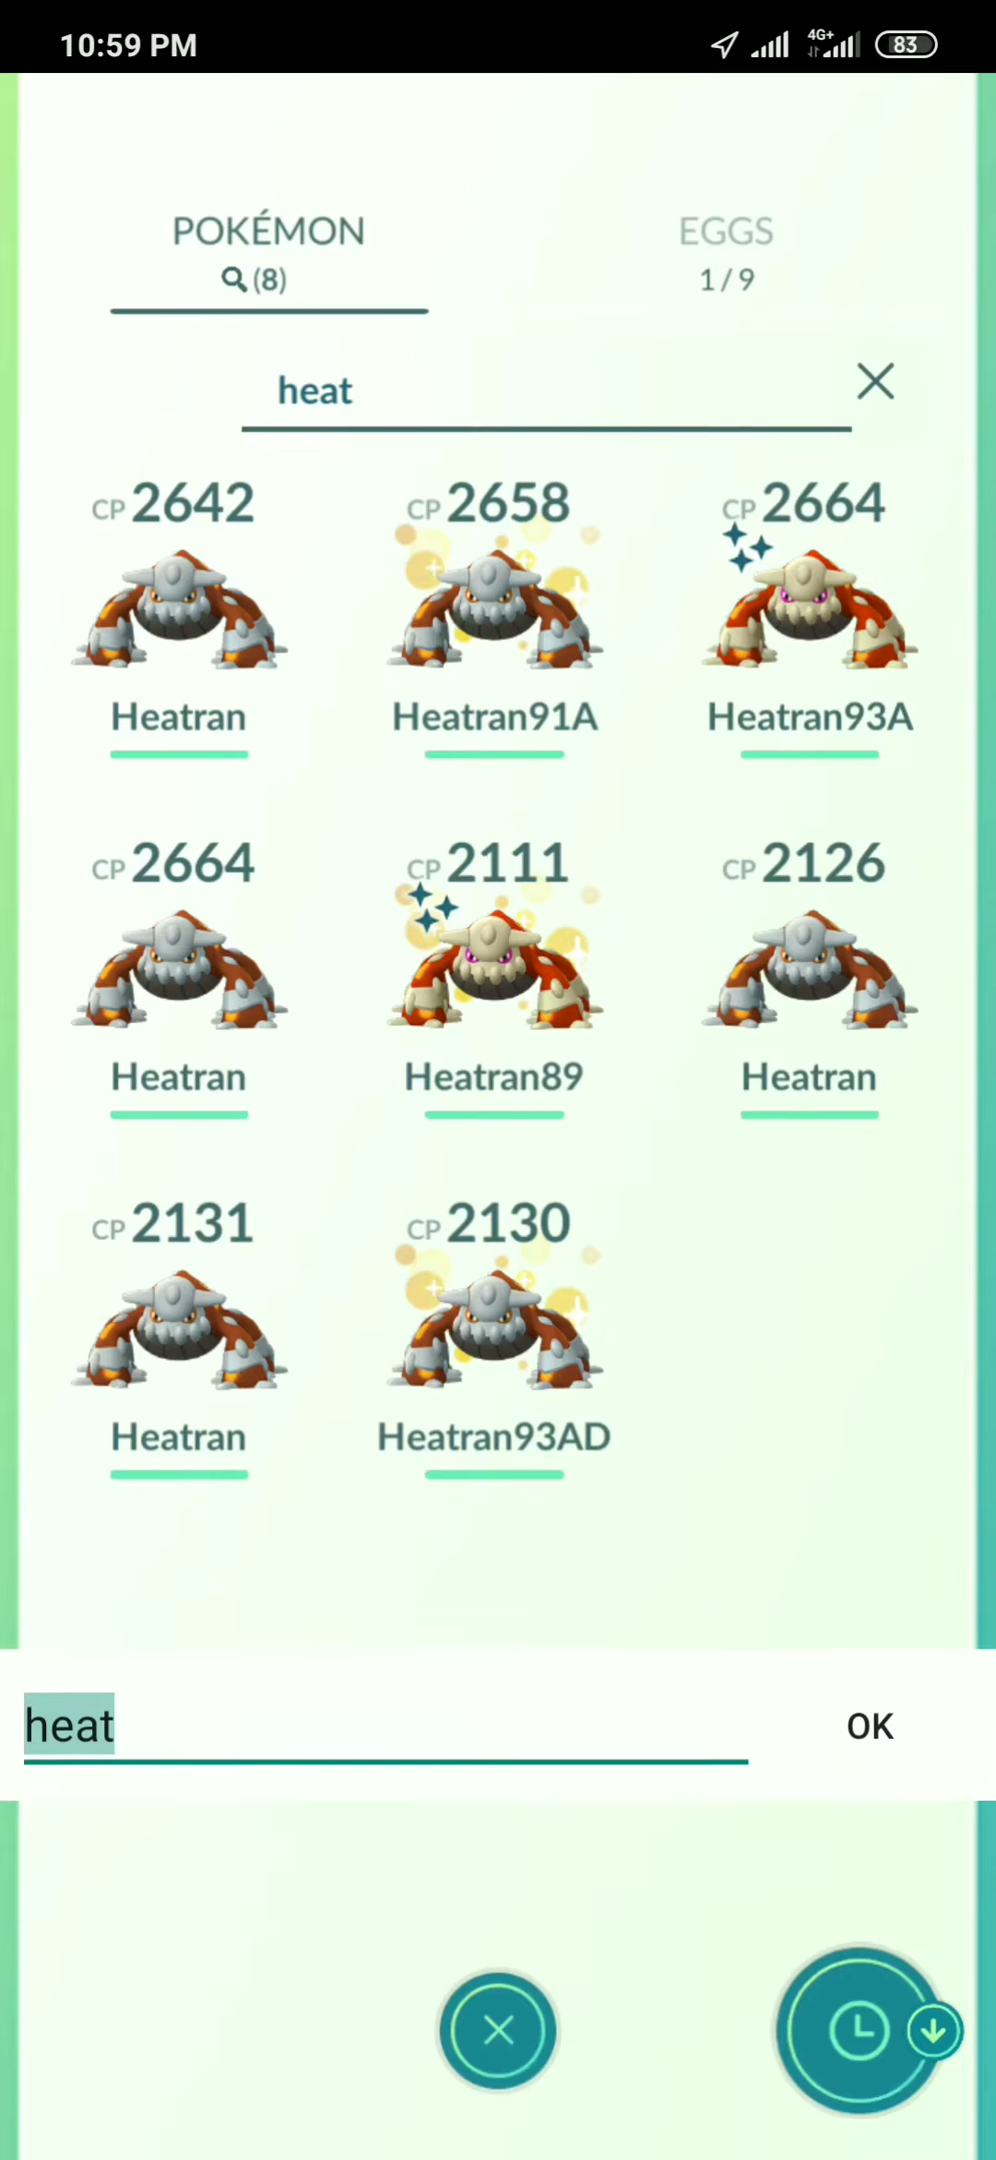 10:59 PM
4G+
83
POKÉMON
EGGS
(8)
1 / 9
heat
CP 2642
CP 2658
CP 2664
Heatran
Heatran91A
Heatran93A
CP 2664
CP 2111
CP 2126
Heatran
Heatran89
Heatran
CP 2131
CP 2130
Heatran
Heatran93AD
heat
OK